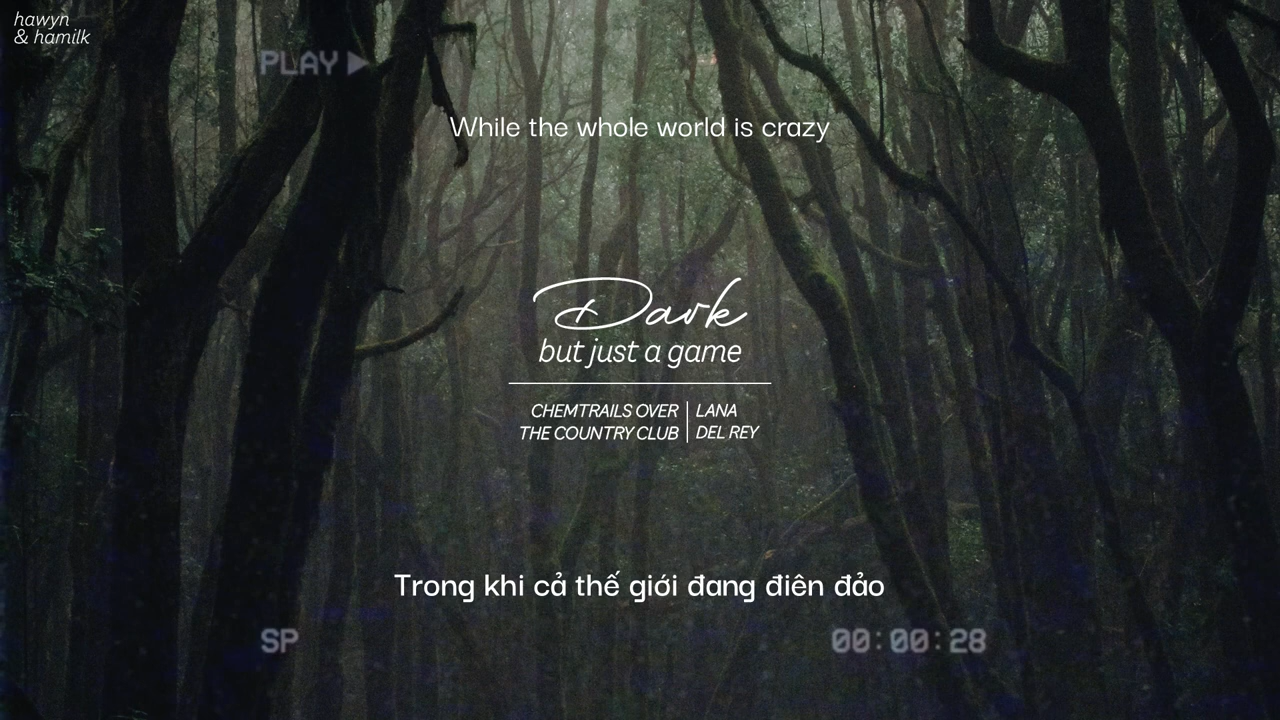 hawyn
& hamilk
PLAY ▶
While the whole world is crazy
Dark
but just a game
CHEMTRAILS OVER
THE COUNTRY CLUB
LANA
DEL REY
Trong khi cả thế giới đang điên đảo
SP
00:00:28